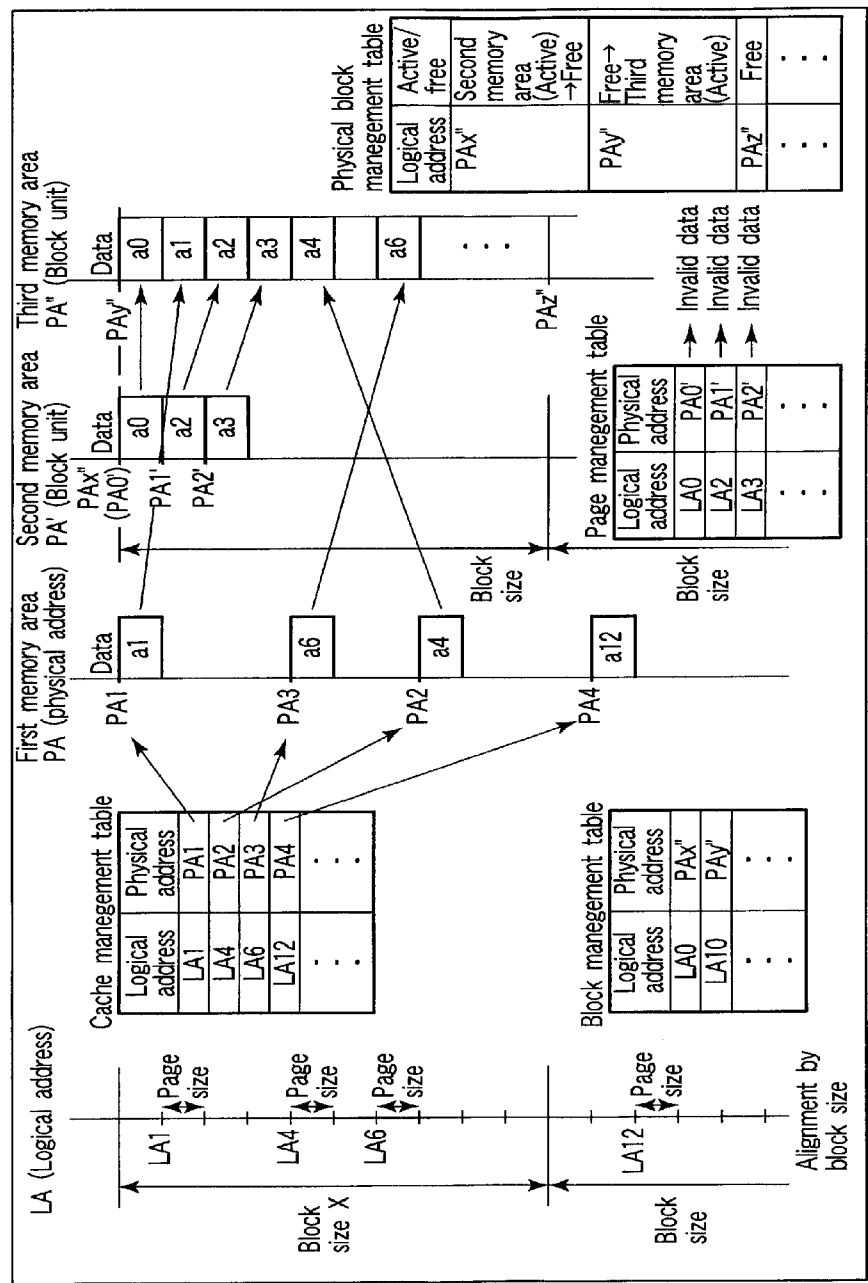 LA (Logical address)
LA1
Page
size
LA4
Page
size
LA6
Page
size
Block
size X
LA12
Page
size
Block
size
Alignment by
block size
Cache manegement table
Logical
address
Physical
address
LA1 PA1
LA4 PA2
LA6 PA3
LA12 PA4
. . . . . .
Block manegement table
Logical
address
Physical
address
LA0 PAx"
LA10 PAy"
. . . . . .
First memory area
PA (physical address)
Data
PA1
a1
PA3
a6
PA2
a4
PA4
a12
Second memory area
PA' (Block unit)
PAx"
(PA0')
Data
a0
PA1'
a2
PA2'
a3
Block
size
Block
size
Third memory area
PA" (Block unit)
Data
PAy"
a0
a1
a2
a3
a4
a6
. . .
PAz"
Page manegement table
Logical
address
Physical
address
LA0 PA0' Invalid data
LA2 PA1' Invalid data
LA3 PA2' Invalid data
. . . . . .
Physical block
manegement table
Logical
address
Active/
free
PAx"
Second
memory
area
(Active)
→Free
PAy"
Free→
Third
memory
area
(Active)
PAz" Free
. . . . . .